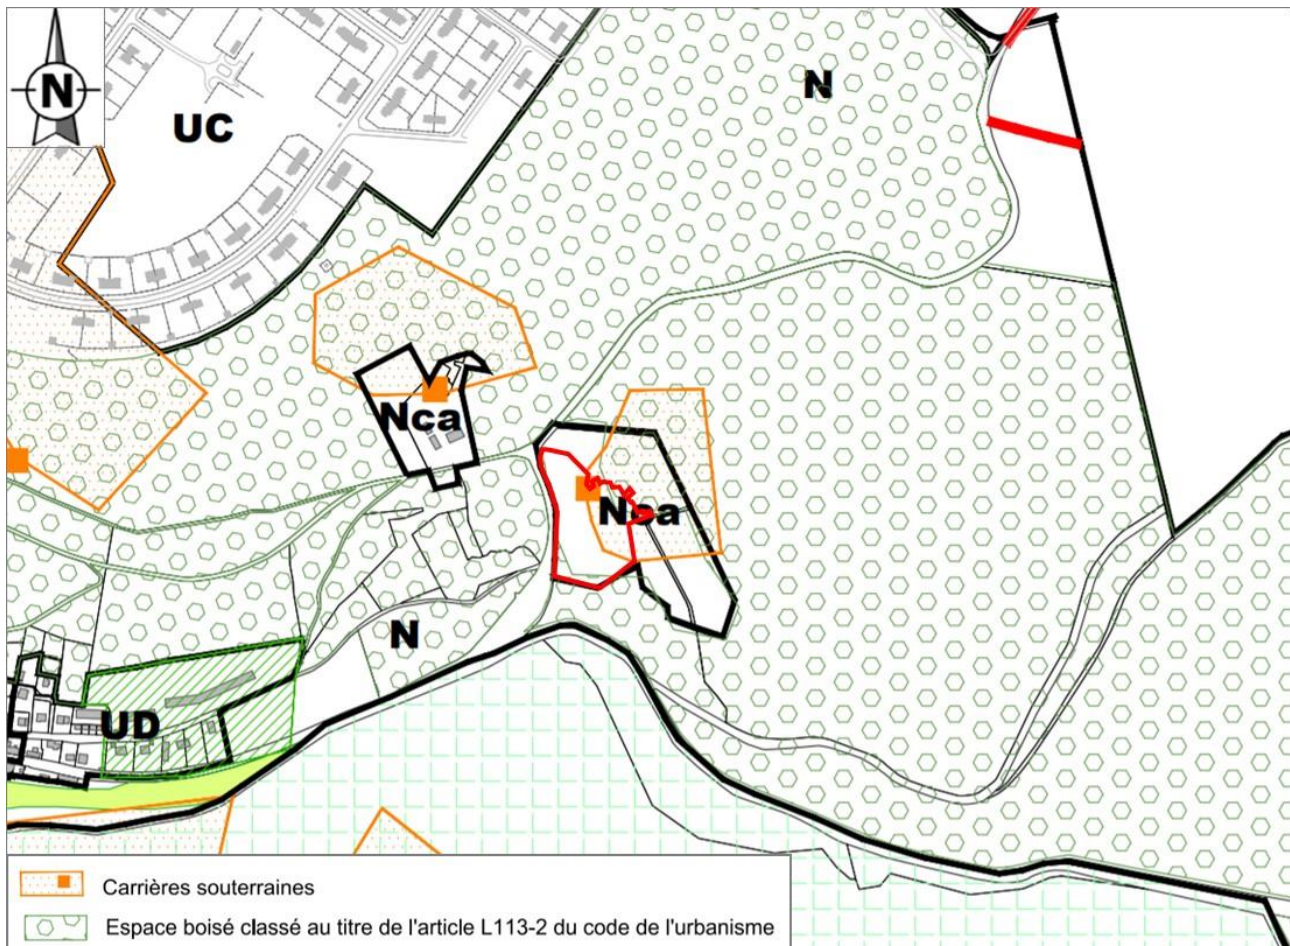 N
UC
N
Nca
Nca
N
UD
Carrières souterraines
Espace boisé classé au titre de l'article L113-2 du code de l'urbanisme